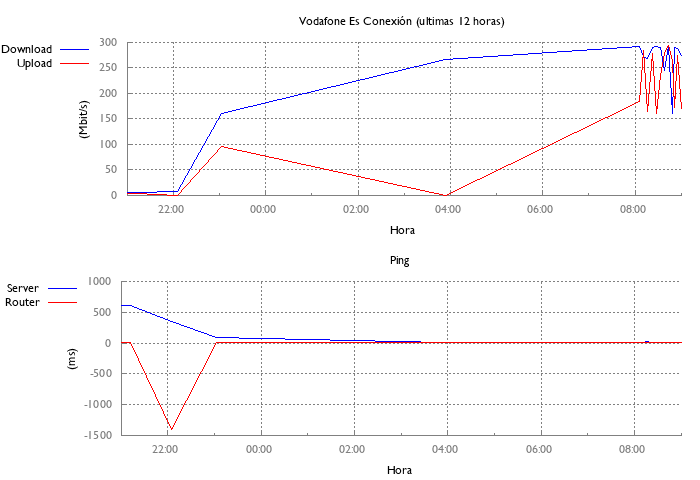 Vodafone Es Conexión (ultimas 12 horas)
Download
Upload
300
250
200
150
100
50
0
(Mbit/s)
22:00 00:00 02:00 04:00 06:00 08:00
Hora
Ping
Server
Router
1000
500
0
-500
-1000
-1500
(ms)
22:00 00:00 02:00 04:00 06:00 08:00
Hora